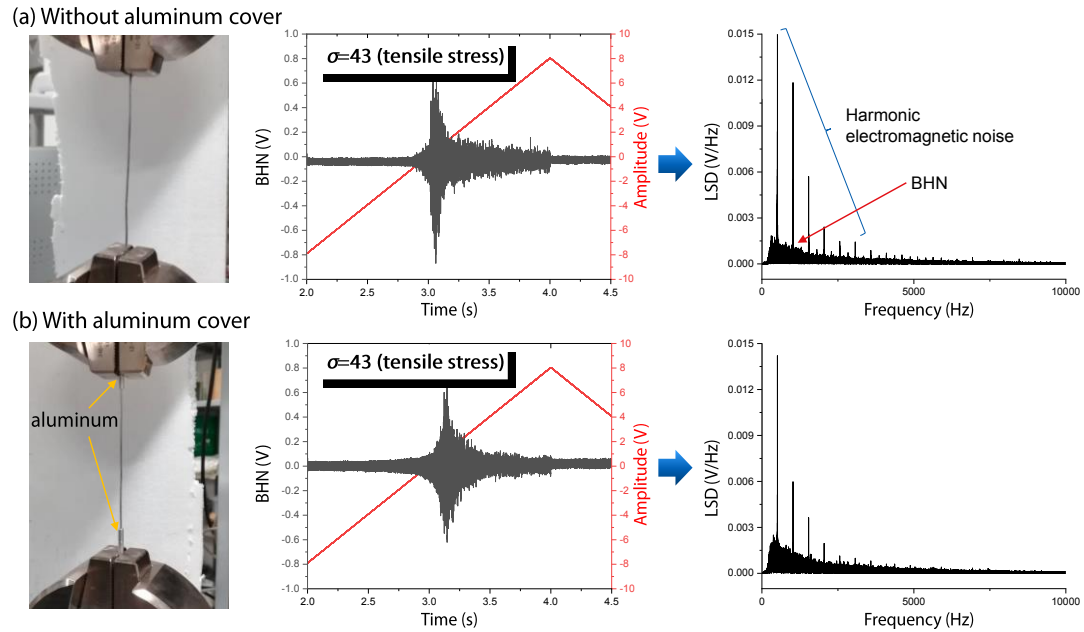 (a) Without aluminum cover
σ=43 (tensile stress)
1.0
0.8
0.6
0.4
0.2
0.0
-0.2
-0.4
-0.6
-0.8
-1.0
BHN (V)
2.0 2.5 3.0 3.5 4.0 4.5
Time (s)
10
8
6
4
2
0
-2
-4
-6
-8
-10
Amplitude (V)
0.015
0.012
0.009
0.006
0.003
0.000
LSD (V/Hz)
Harmonic
electromagnetic noise
BHN
0 5000 10000
Frequency (Hz)
(b) With aluminum cover
aluminum
σ=43 (tensile stress)
1.0
0.8
0.6
0.4
0.2
0.0
-0.2
-0.4
-0.6
-0.8
-1.0
BHN (V)
2.0 2.5 3.0 3.5 4.0 4.5
Time (s)
10
8
6
4
2
0
-2
-4
-6
-8
-10
Amplitude (V)
0.015
0.012
0.009
0.006
0.003
0.000
LSD (V/Hz)
0 5000 10000
Frequency (Hz)